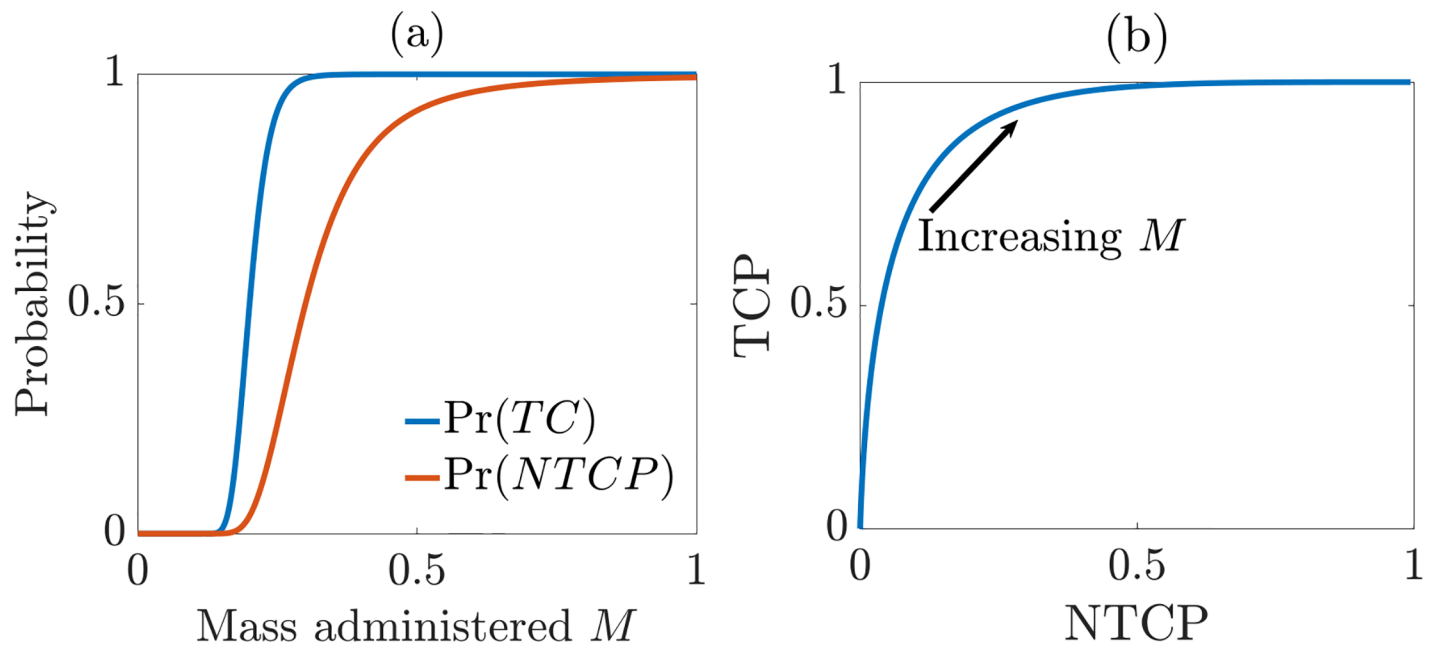 (a)
1
0.5
0
0 0.5 1
Probability
Mass administered M
Pr(TC)
Pr(NTCP)
(b)
1
0.5
0
0 0.5 1
TCP
NTCP
Increasing M